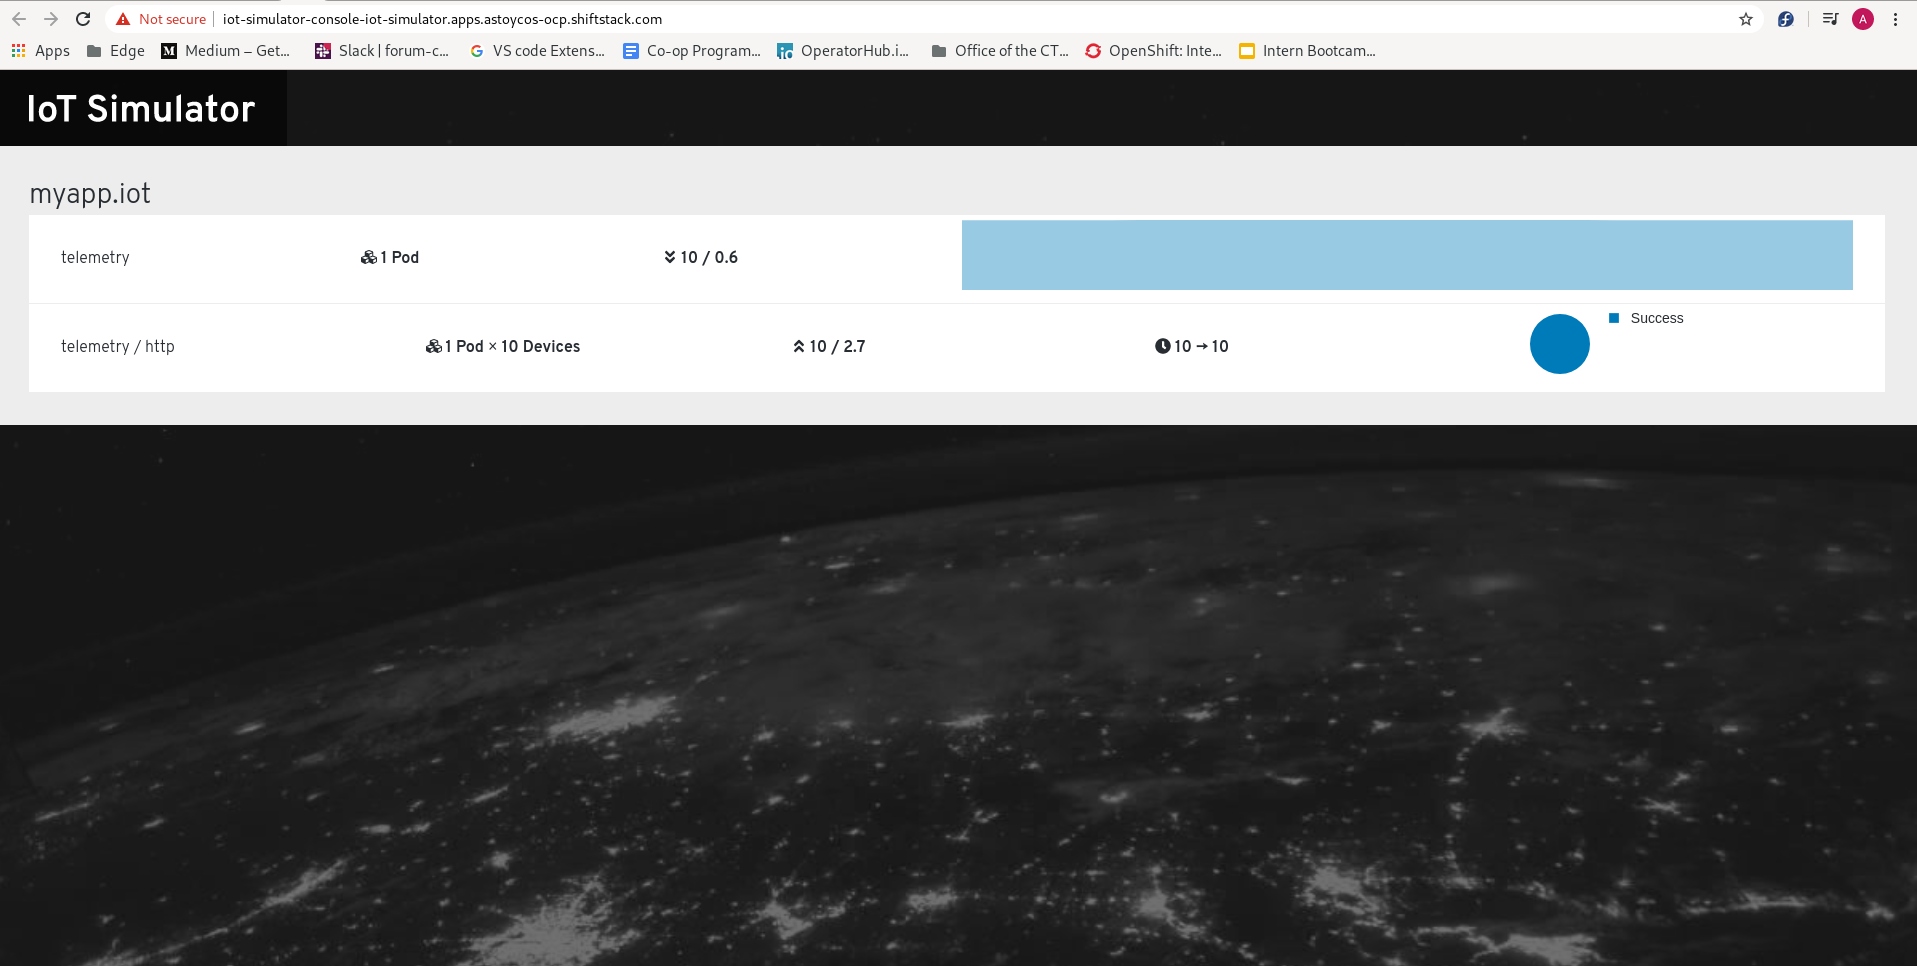 Not secure iot-simulator-console-iot-simulator.apps.astoycos-ocp.shiftstack.com A
Apps Edge Medium – Get... Slack | forum-c... VS code Extens... Co-op Program... OperatorHub.i... Office of the CT... OpenShift: Inte... Intern Bootcam...
IoT Simulator
myapp.iot
telemetry 1 Pod 10 / 0.6
telemetry / http 1 Pod × 10 Devices 10 / 2.7 10 → 10 Success